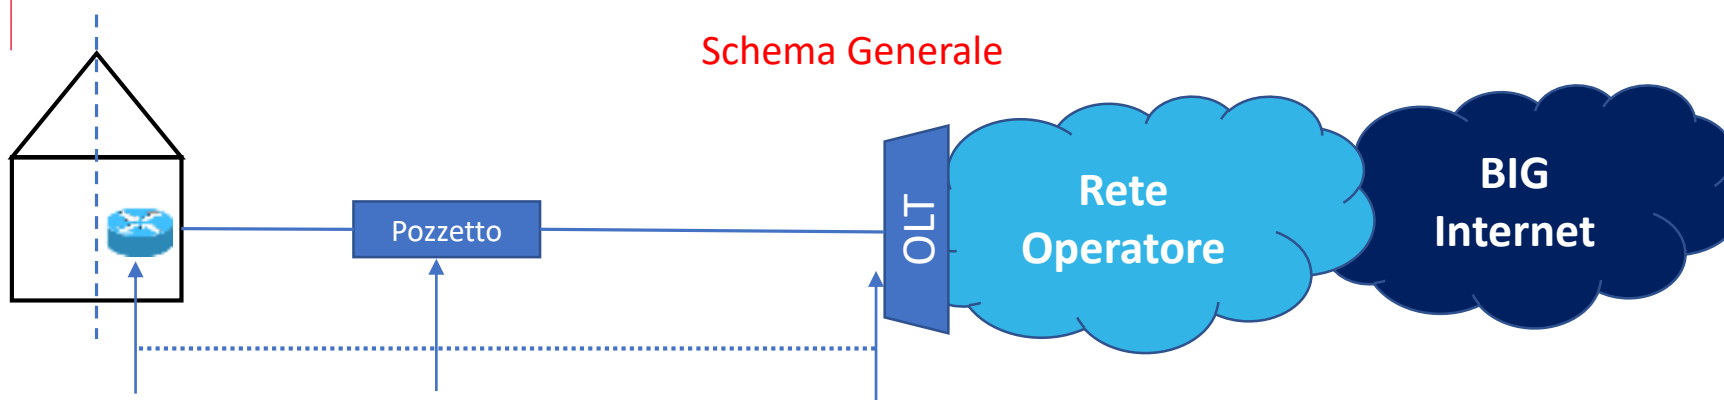 Schema Generale
Pozzetto
OLT
Rete
Operatore
BIG
Internet